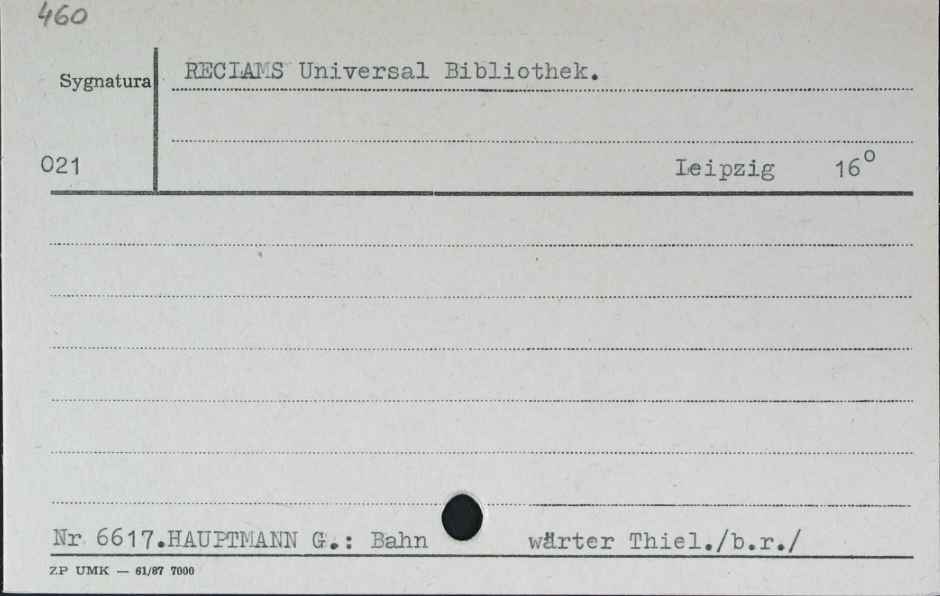 460
Sygnatura RECLAMS Universal Bibliothek.
021 Leipzig 16°
Nr 6617.HAUPTMANN G.: Bahn wärter Thiel./b.r./
ZP UMK — 61/87 7000